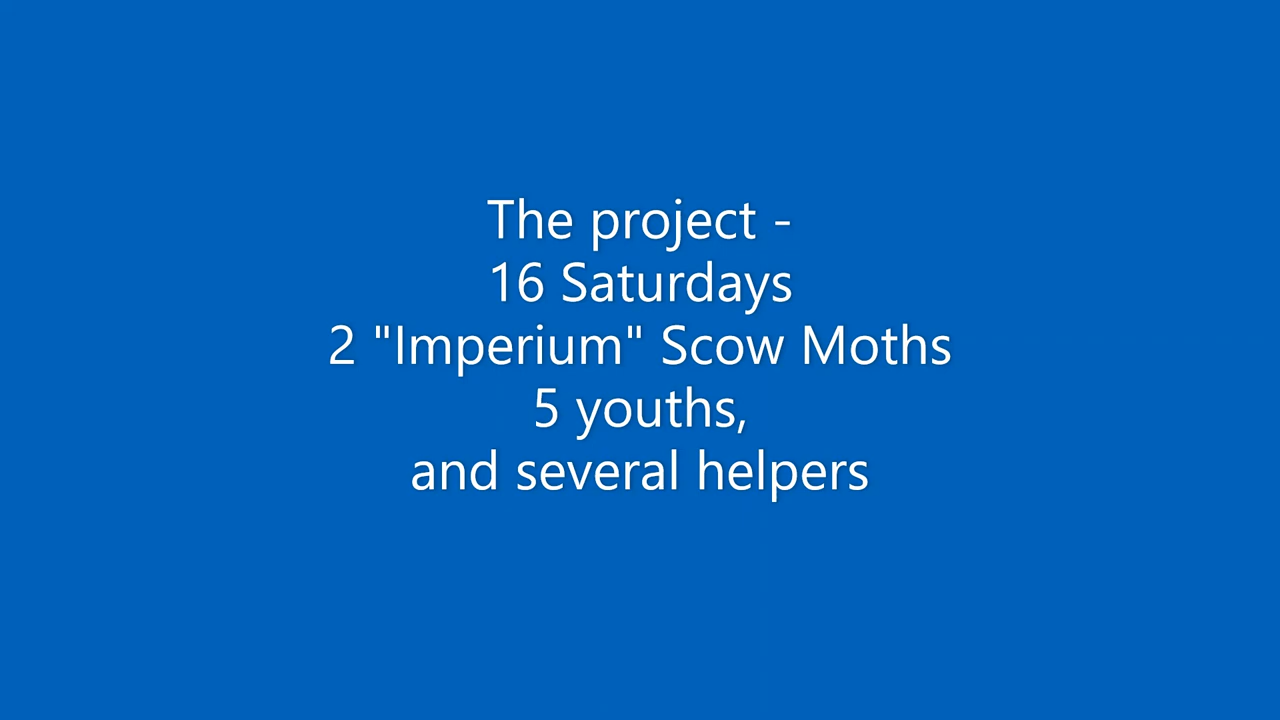 The project -
16 Saturdays
2 "Imperium" Scow Moths
5 youths,
and several helpers